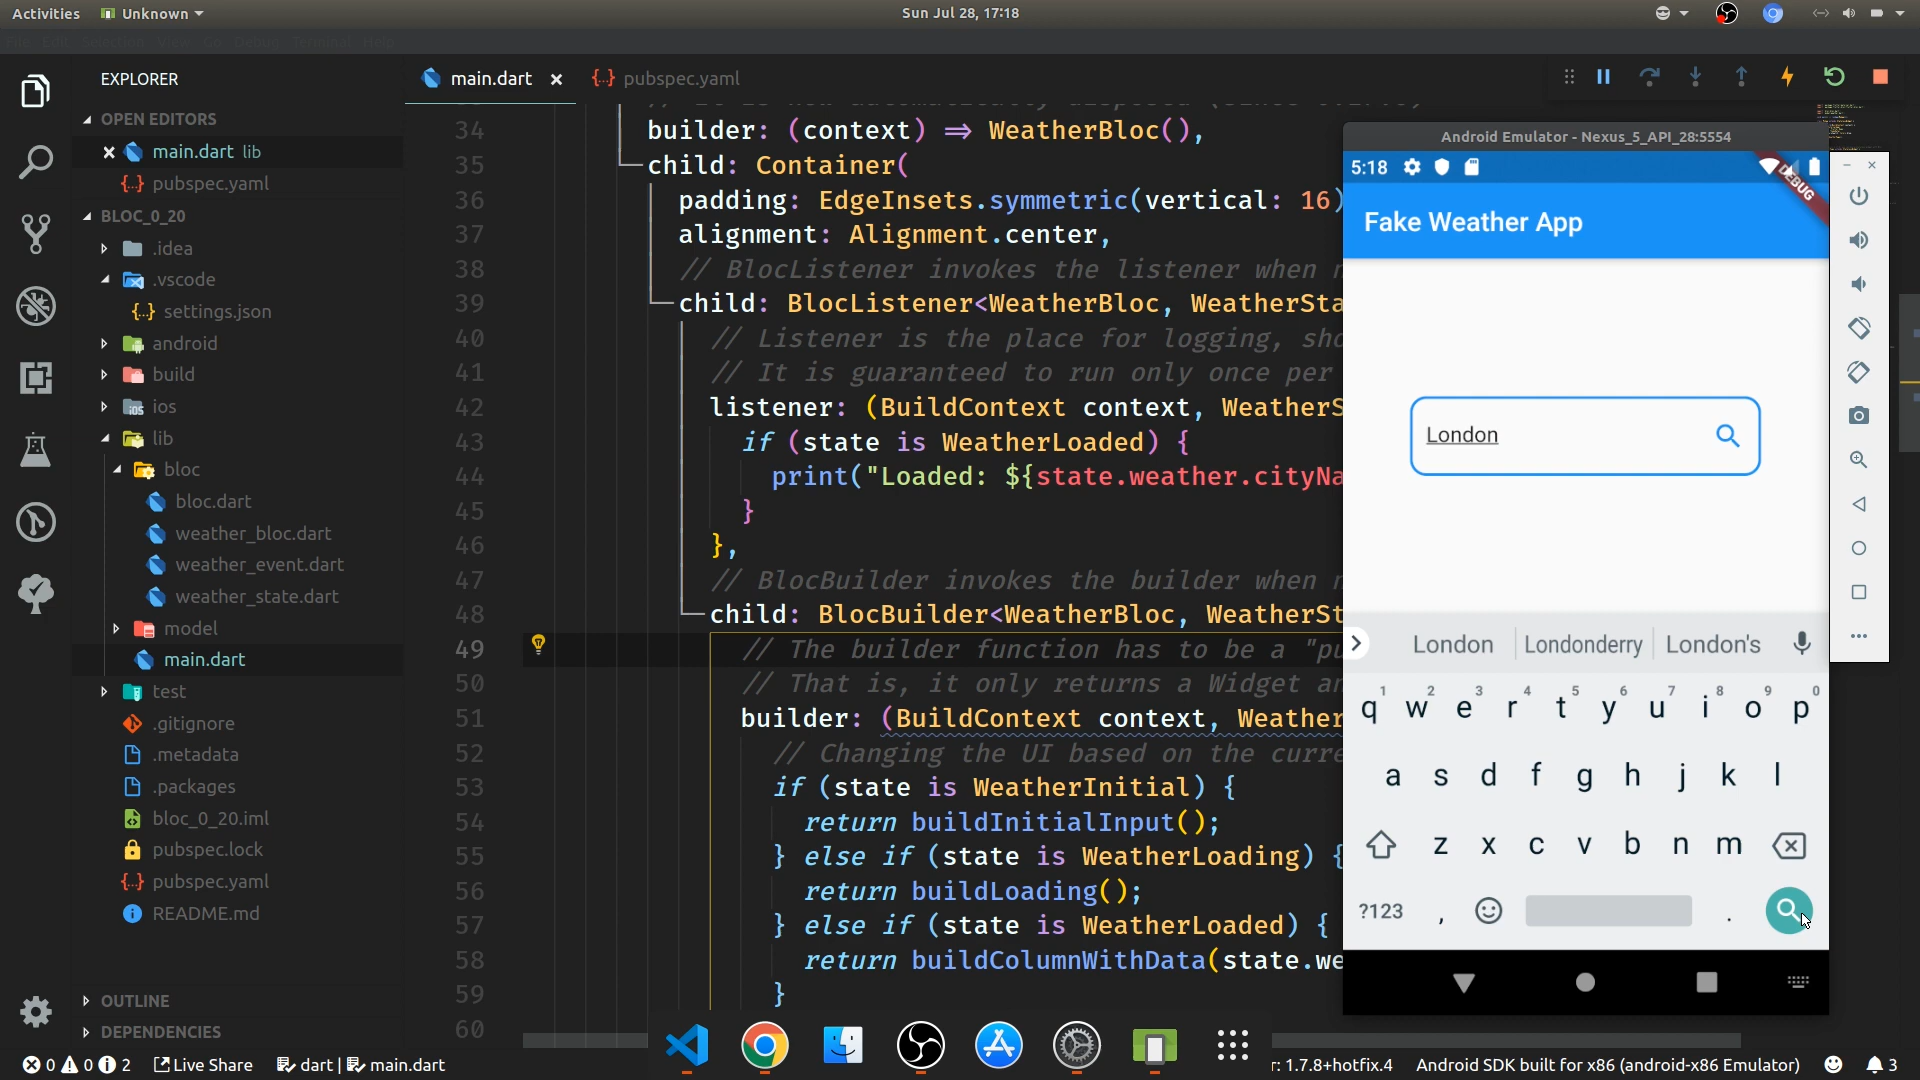 Activities Unknown Sun Jul 28, 17:18
EXPLORER
main.dart
pubspec.yaml
OPEN EDITORS
main.dart lib
pubspec.yaml
BLOC_0_20
.idea
.vscode
settings.json
android
build
ios
lib
bloc
bloc.dart
weather_bloc.dart
weather_event.dart
weather_state.dart
model
main.dart
test
.gitignore
.metadata
.packages
bloc_0_20.iml
pubspec.lock
pubspec.yaml
README.md
OUTLINE
DEPENDENCIES
34 builder: (context) => WeatherBloc(),
35 child: Container(
36 padding: EdgeInsets.symmetric(vertical: 16)
37 alignment: Alignment.center,
38 // BlocListener invokes the listener when
39 child: BlocListener<WeatherBloc, WeatherSta
40 // Listener is the place for logging, sho
41 // It is guaranteed to run only once per
42 listener: (BuildContext context, WeatherS
43 if (state is WeatherLoaded) {
44 print("Loaded: ${state.weather.cityNa
45 }
46 },
47 // BlocBuilder invokes the builder when
48 child: BlocBuilder<WeatherBloc, WeatherSt
49 // The builder function has to be a "pu
50 // That is, it only returns a Widget an
51 builder: (BuildContext context, Weather
52 // Changing the UI based on the curre
53 if (state is WeatherInitial) {
54 return buildInitialInput();
55 } else if (state is WeatherLoading) {
56 return buildLoading();
57 } else if (state is WeatherLoaded) {
58 return buildColumnWithData(state.we
59 }
60
Android Emulator - Nexus_5_API_28:5554
5:18
DEBUG
Fake Weather App
London
London Londonderry London's
q 1 w 2 e 3 r 4 t 5 y 6 u 7 i 8 o 9 p 0
a s d f g h j k l
z x c v b n m
?123 , .
0 0 2 Live Share dart | main.dart r: 1.7.8+hotfix.4 Android SDK built for x86 (android-x86 Emulator) 3